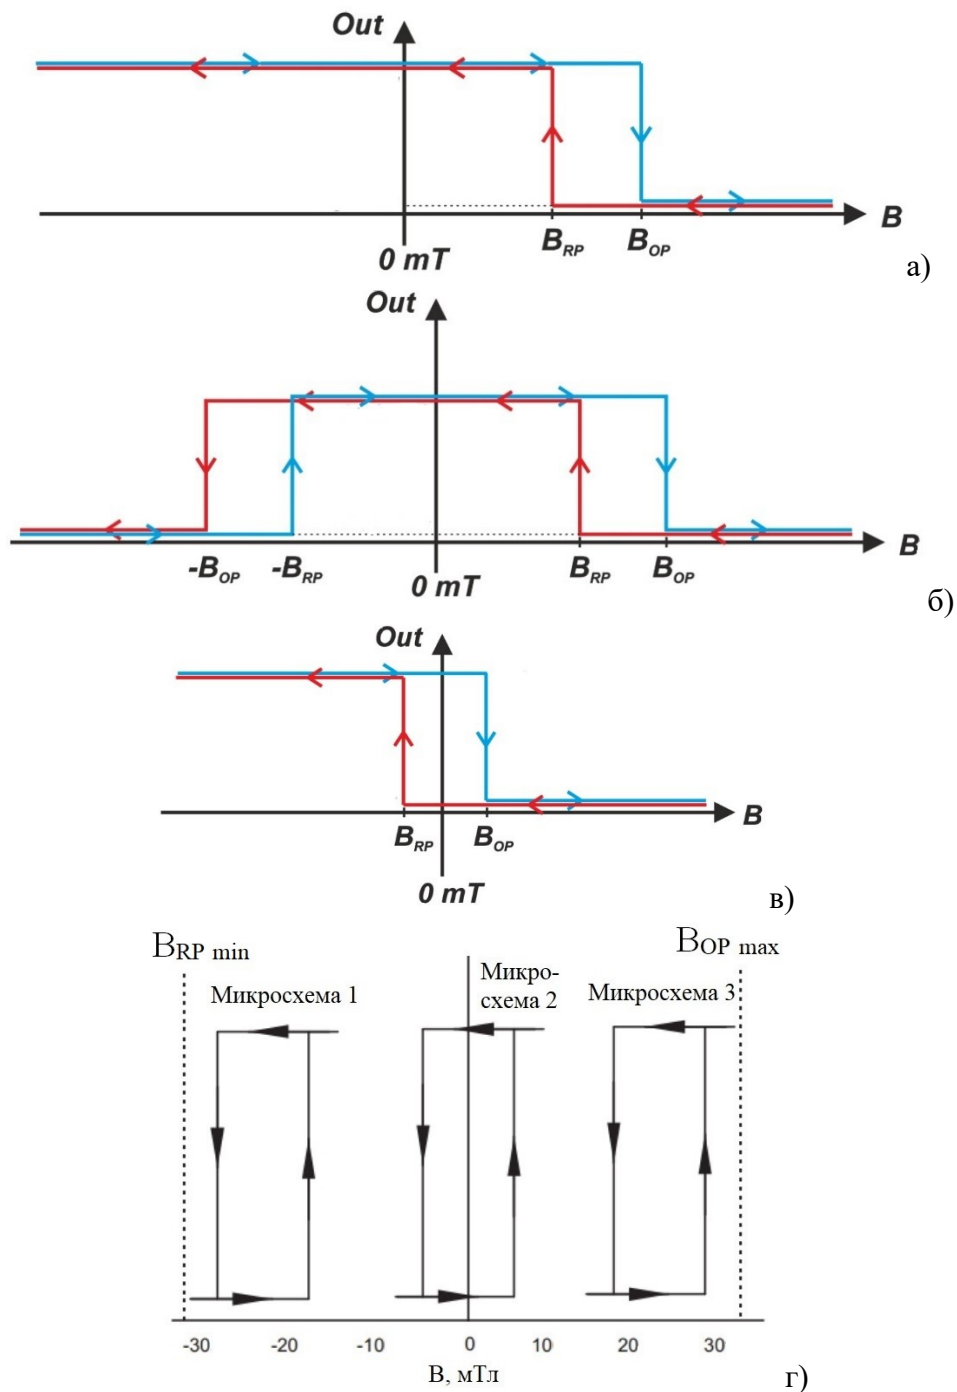 Out
B
B_RP B_OP
0 mT
а)
Out
B
-B_OP -B_RP B_RP B_OP
0 mT
б)
Out
B
B_RP B_OP
0 mT
в)
B_RP min B_OP max
Микросхема 1
Микро-
схема 2
Микросхема 3
-30 -20 -10 0 10 20 30
В, мТл
г)